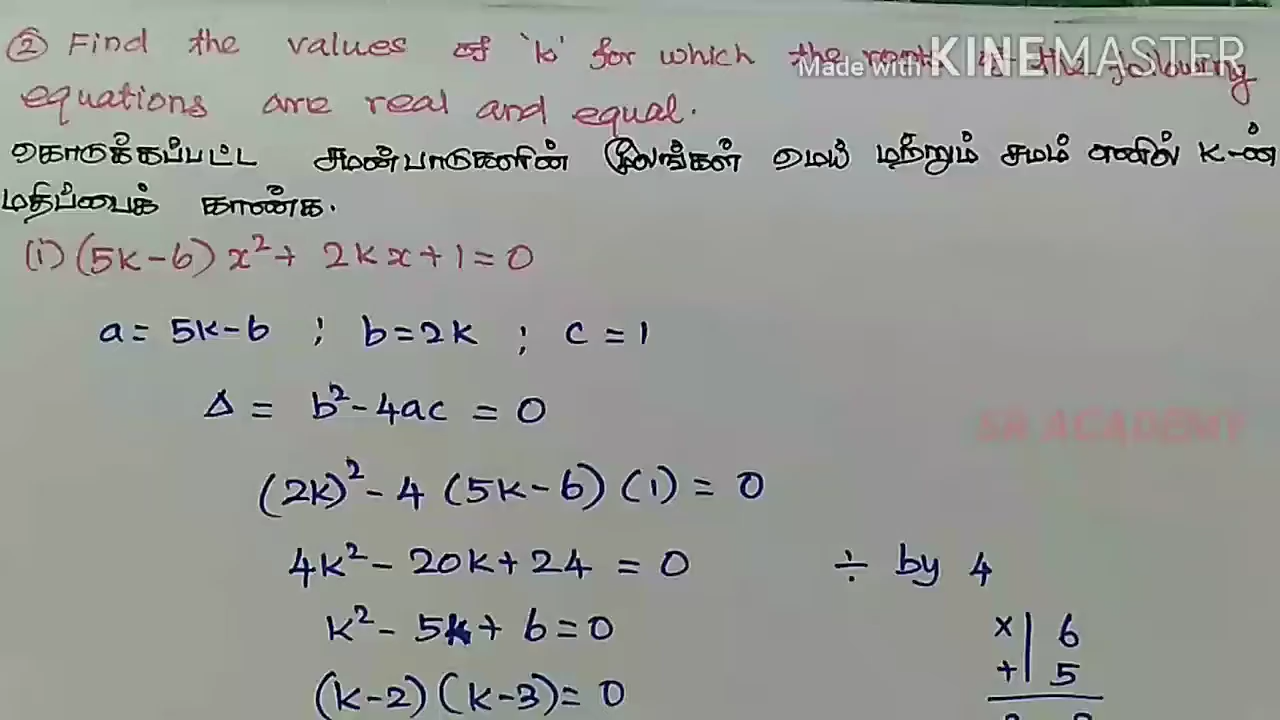 ② Find the values of 'k' for which the roots of the following
Made with KINEMASTER
equations are real and equal.
கொடுக்கப்பட்ட சமன்பாடுகளின் மூலங்கள் மெய் மற்றும் சமம் எனில் K-ன்
மதிப்பைக் காண்க.
(i) (5k-6) x² + 2kx + 1 = 0
a = 5k-6 ; b = 2k ; c = 1
Δ = b² - 4ac = 0
SR ACADEMY
(2k)² - 4 (5k-6) (1) = 0
4k² - 20k + 24 = 0 ÷ by 4
k² - 5k + 6 = 0 x | 6
+ | 5
(k-2) (k-3) = 0